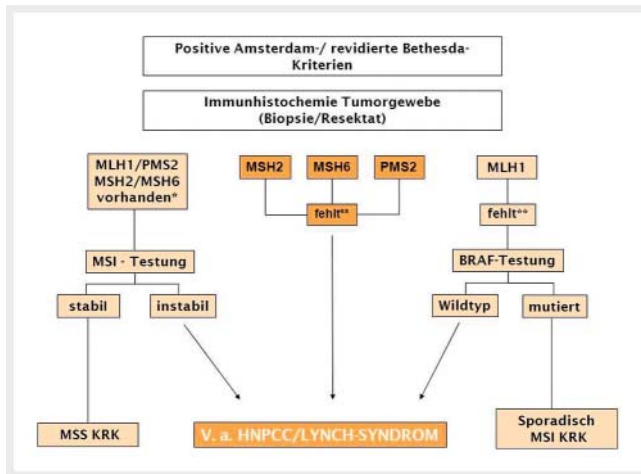 Positive Amsterdam-/ revidierte Bethesda-
Kriterien
Immunhistochemie Tumorgewebe
(Biopsie/Resektat)
MLH1/PMS2
MSH2/MSH6
vorhanden*
MSH2
MSH6
PMS2
MLH1
fehlt**
fehlt**
MSI - Testung
BRAF-Testung
stabil
instabil
Wildtyp
mutiert
MSS KRK
V. a. HNPCC/LYNCH-SYNDROM
Sporadisch
MSI KRK